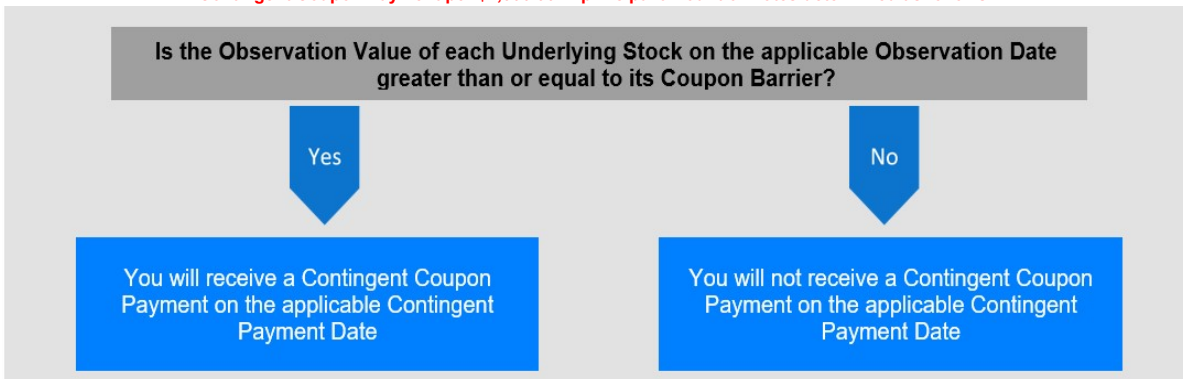 Is the Observation Value of each Underlying Stock on the applicable Observation Date
greater than or equal to its Coupon Barrier?
Yes
No
You will receive a Contingent Coupon
Payment on the applicable Contingent
Payment Date
You will not receive a Contingent Coupon
Payment on the applicable Contingent
Payment Date